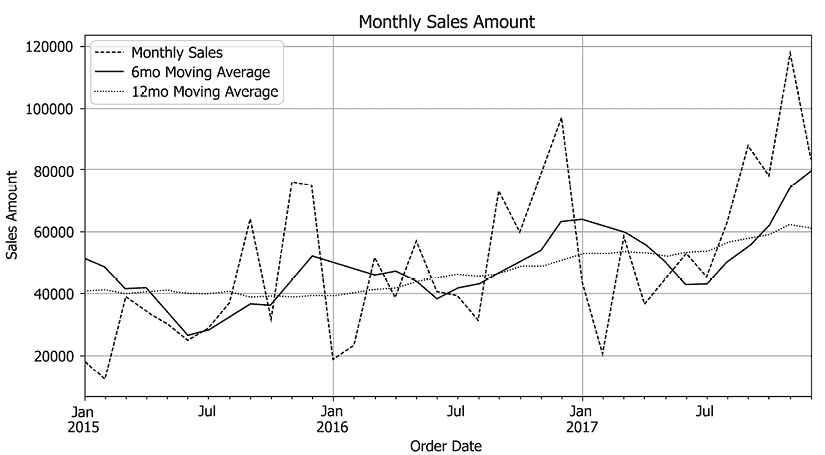 Monthly Sales Amount
Monthly Sales
6mo Moving Average
12mo Moving Average
120000
100000
80000
60000
40000
20000
Sales Amount
Jan
2015
Jul
Jan
2016
Jul
Jan
2017
Jul
Order Date